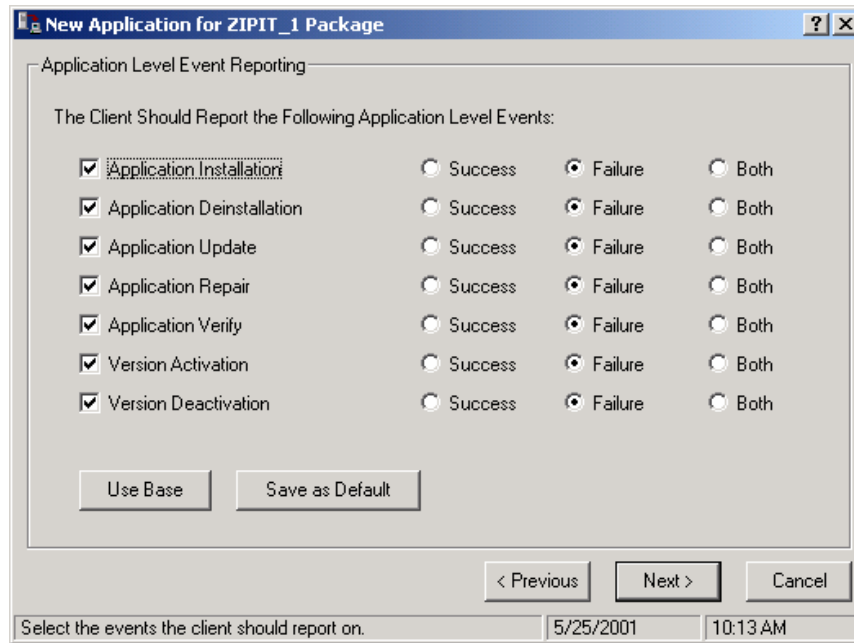 New Application for ZIPIT_1 Package
Application Level Event Reporting
The Client Should Report the Following Application Level Events:
Application Installation Success Failure Both
Application Deinstallation Success Failure Both
Application Update Success Failure Both
Application Repair Success Failure Both
Application Verify Success Failure Both
Version Activation Success Failure Both
Version Deactivation Success Failure Both
Use Base Save as Default
< Previous Next > Cancel
Select the events the client should report on. 5/25/2001 10:13 AM